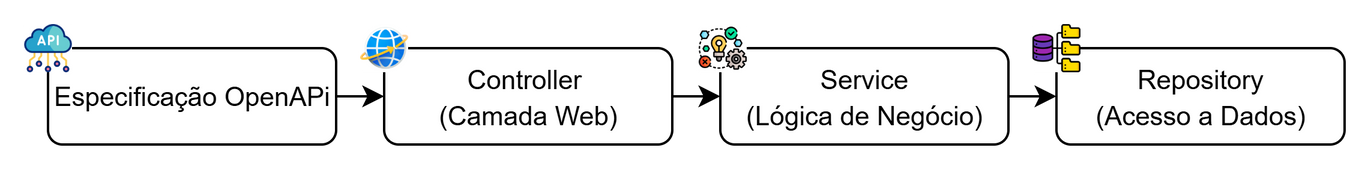 API
Especificação OpenAPi
Controller
(Camada Web)
Service
(Lógica de Negócio)
Repository
(Acesso a Dados)